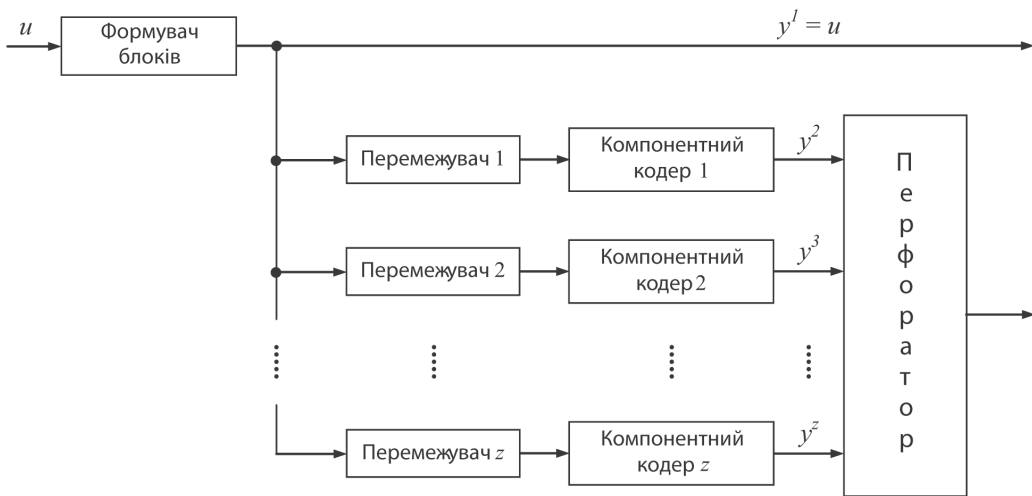 u
Формувач
блоків
y¹ = u
Перемежувач 1
Компонентний
кодер 1
y²
Перемежувач 2
Компонентний
кодер 2
y³
Перемежувач z
Компонентний
кодер z
yᶻ
П
е
р
ф
о
р
а
т
о
р